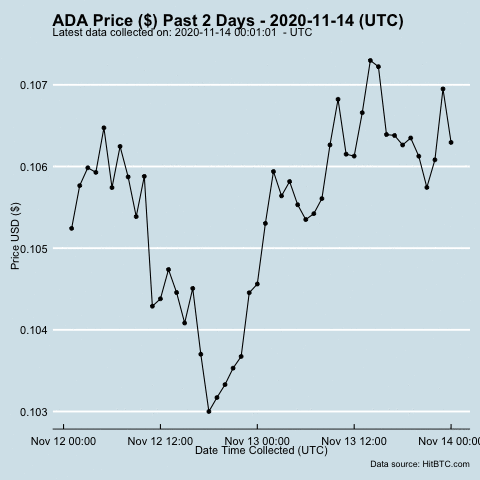 ADA Price ($) Past 2 Days - 2020-11-14 (UTC)
Latest data collected on: 2020-11-14 00:01:01  - UTC
0.107
0.106
0.105
0.104
0.103
Price USD ($)
Nov 12 00:00 Nov 12 12:00 Nov 13 00:00 Nov 13 12:00 Nov 14 00:00
Date Time Collected (UTC)
Data source: HitBTC.com